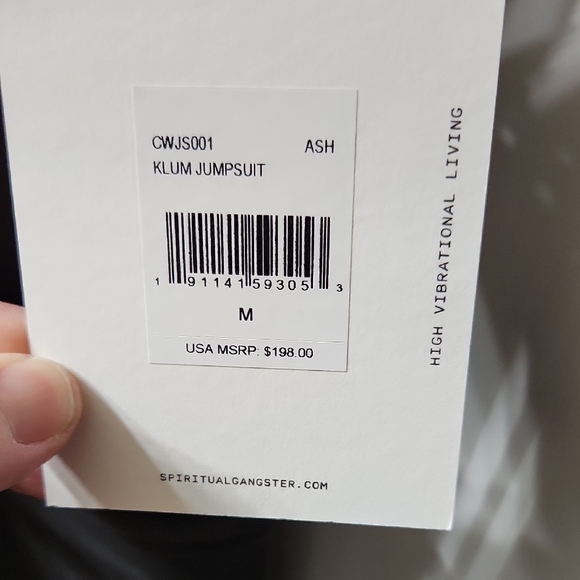 CWJS001 ASH
KLUM JUMPSUIT
1 91141 59305 3
M
USA MSRP: $198.00
HIGH VIBRATIONAL LIVING
SPIRITUALGANGSTER.COM